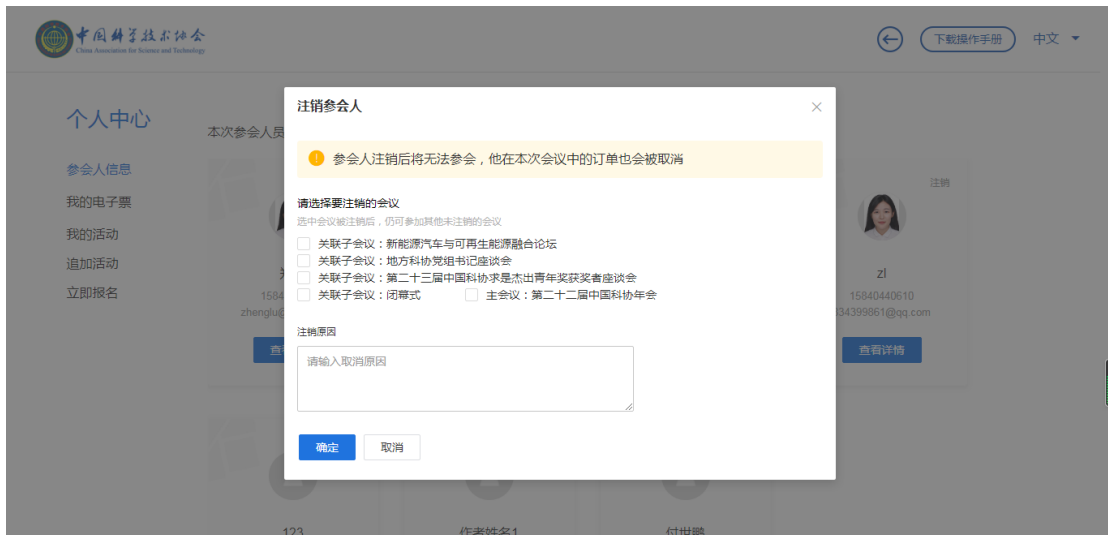 中国科学技术协会
China Association for Science and Technology
下载操作手册
中文
个人中心
本次参会人员
参会人信息
我的电子票
我的活动
追加活动
立即报名
注销参会人
参会人注销后将无法参会，他在本次会议中的订单也会被取消
请选择要注销的会议
选中会议被注销后，仍可参加其他未注销的会议
关联子会议：新能源汽车与可再生能源融合论坛
关联子会议：地方科协党组书记座谈会
关联子会议：第二十三届中国科协求是杰出青年奖获奖者座谈会
关联子会议：闭幕式
主会议：第二十二届中国科协年会
注销原因
请输入取消原因
确定
取消
1584
zhenglu@
注销
zl
15840440610
34399861@qq.com
查看详情
123
作者姓名1
付世鹏